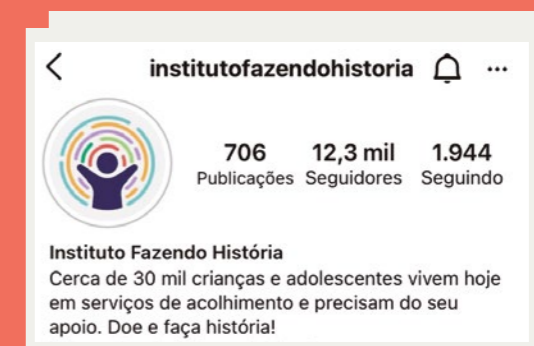 institutofazendohistoria
706 12,3 mil 1.944
Publicações Seguidores Seguindo
Instituto Fazendo História
Cerca de 30 mil crianças e adolescentes vivem hoje
em serviços de acolhimento e precisam do seu
apoio. Doe e faça história!